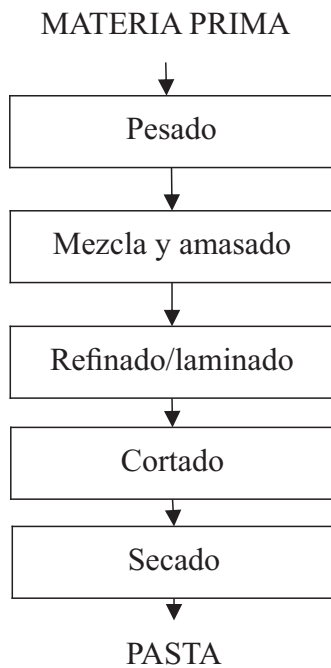 MATERIA PRIMA
Pesado
Mezcla y amasado
Refinado/laminado
Cortado
Secado
PASTA